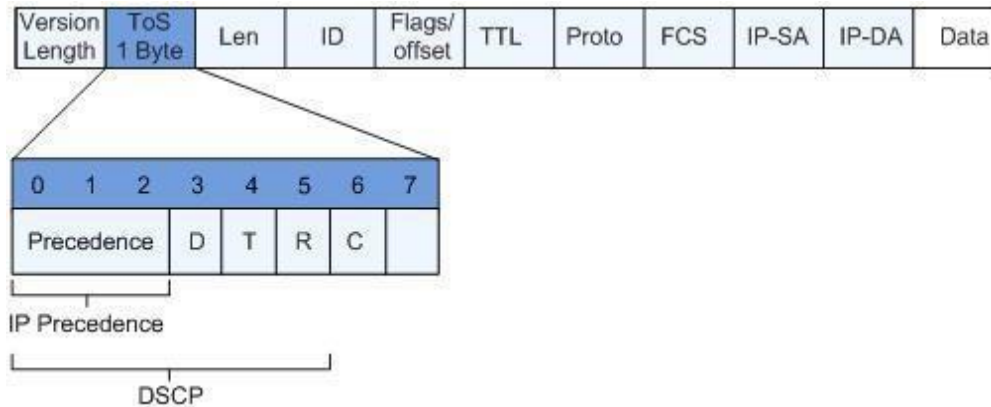 Version Length
ToS 1 Byte
Len
ID
Flags/ offset
TTL
Proto
FCS
IP-SA
IP-DA
Data
0 1 2 3 4 5 6 7
Precedence D T R C
IP Precedence
DSCP